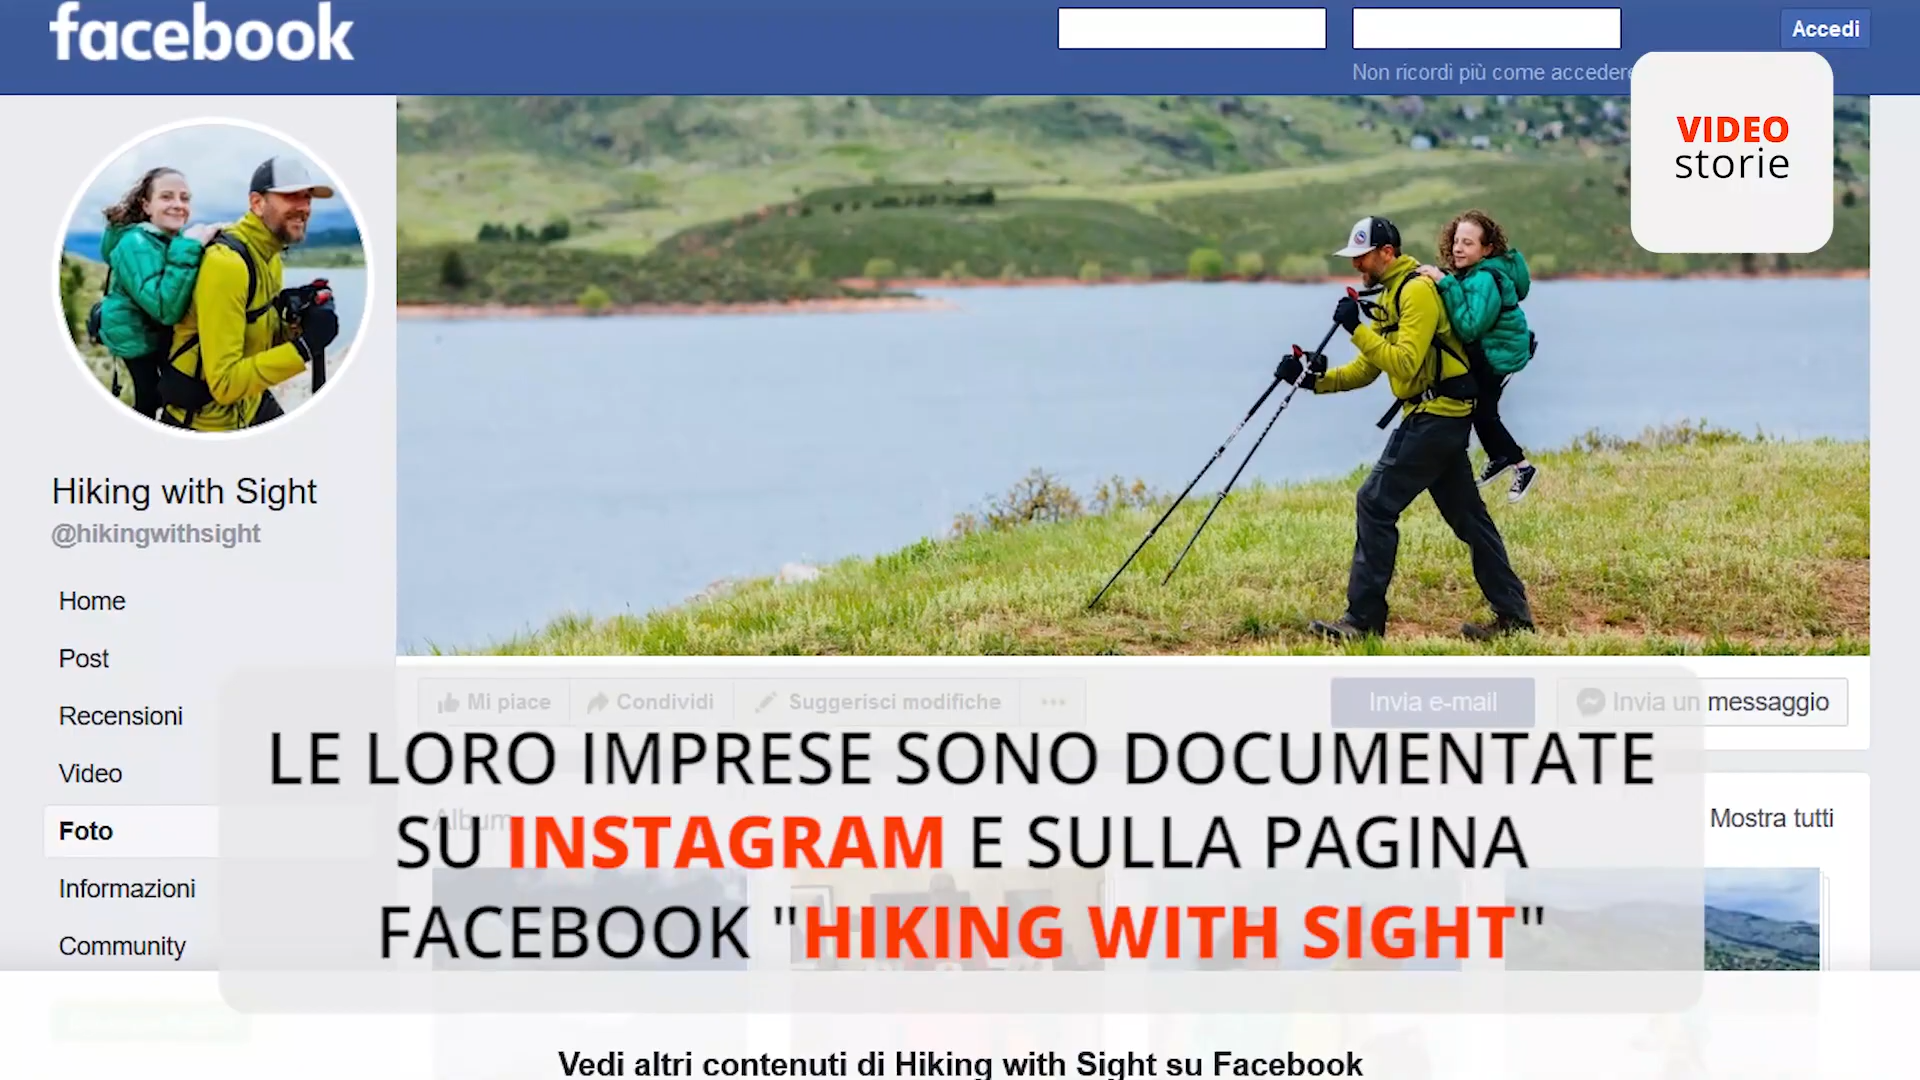 facebook
Accedi
Non ricordi più come accedere
VIDEO
storie
Hiking with Sight
@hikingwithsight
Home
Post
Recensioni
Video
Foto
Informazioni
Community
Mi piace
Condividi
Suggerisci modifiche
Invia e-mail
Invia un messaggio
Album
Mostra tutti
LE LORO IMPRESE SONO DOCUMENTATE
SU INSTAGRAM E SULLA PAGINA
FACEBOOK "HIKING WITH SIGHT"
Vedi altri contenuti di Hiking with Sight su Facebook